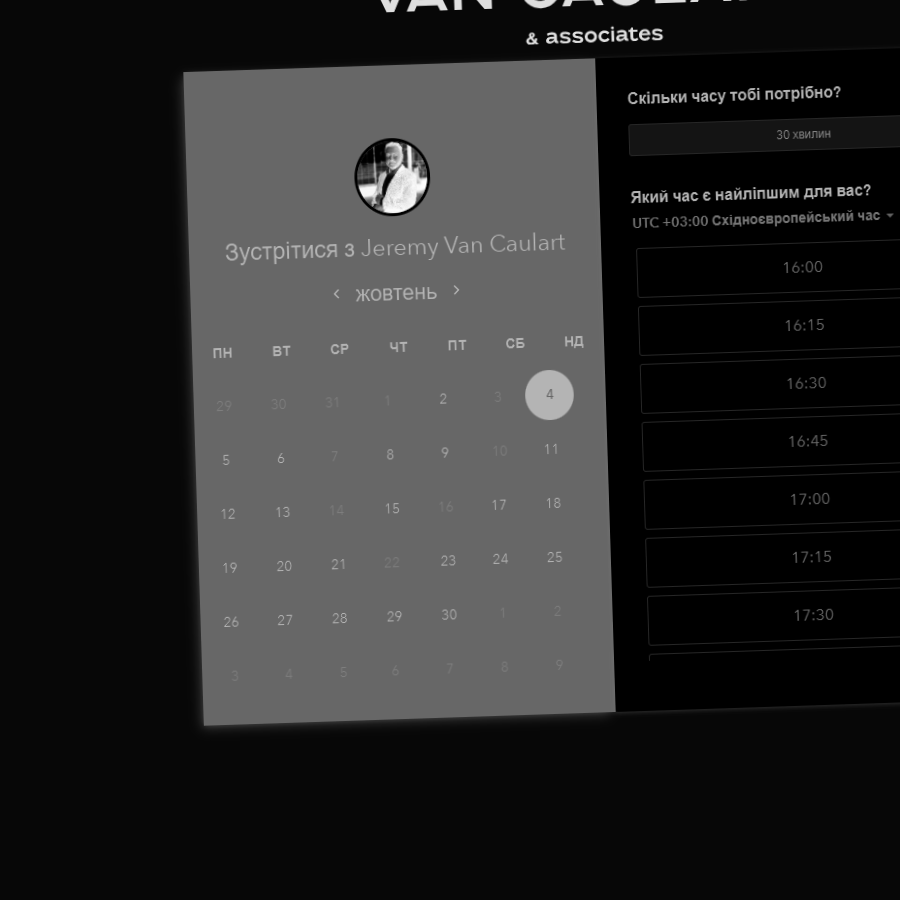 & associates
Зустрітися з Jeremy Van Caulart
жовтень
ПН ВТ СР ЧТ ПТ СБ НД
29 30 31 1 2 3 4
5 6 7 8 9 10 11
12 13 14 15 16 17 18
19 20 21 22 23 24 25
26 27 28 29 30 1 2
3 4 5 6 7 8 9
Скільки часу тобі потрібно?
30 хвилин
Який час є найліпшим для вас?
UTC +03:00 Східноєвропейський час
16:00
16:15
16:30
16:45
17:00
17:15
17:30